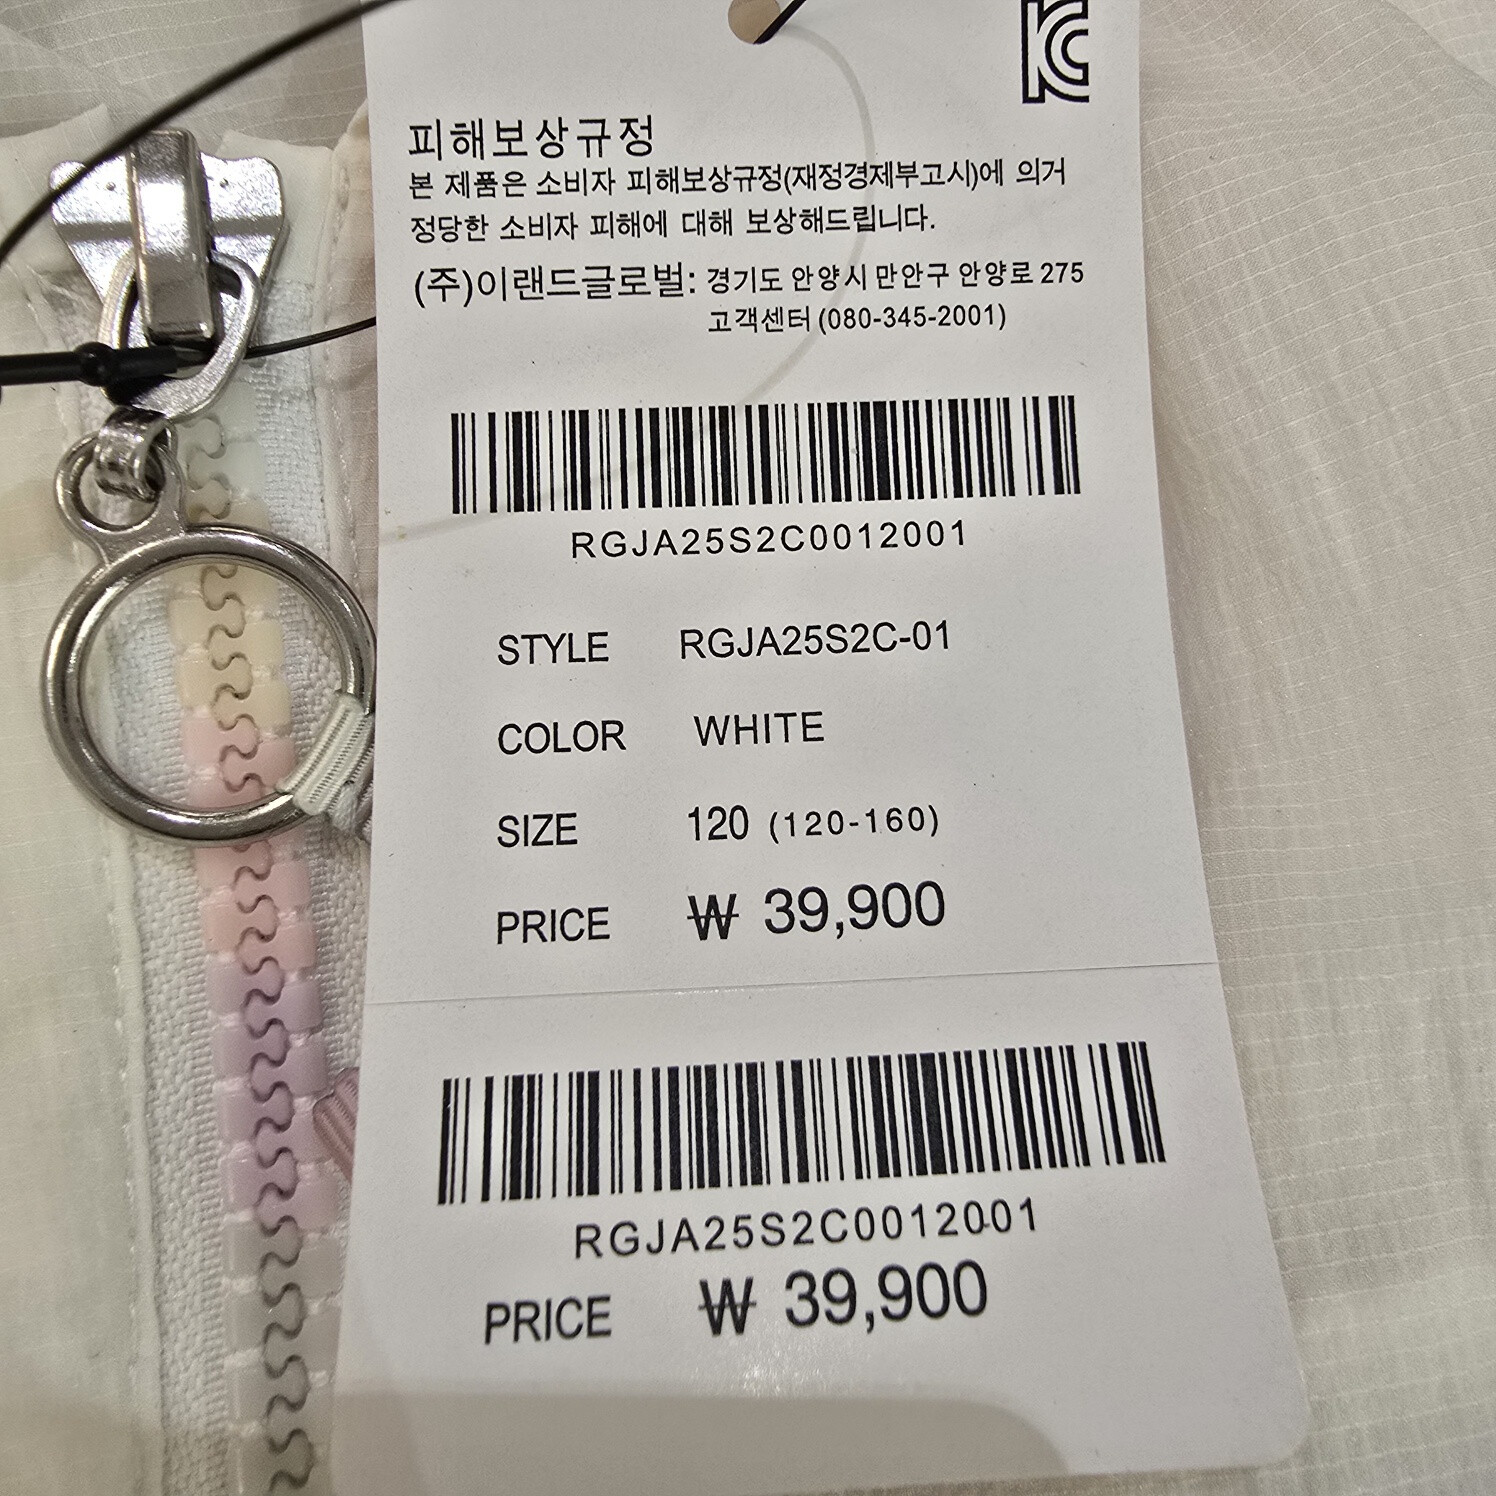 KC
피해보상규정
본 제품은 소비자 피해보상규정(재정경제부고시)에 의거
정당한 소비자 피해에 대해 보상해드립니다.
(주)이랜드글로벌: 경기도 안양시 만안구 안양로 275
고객센터 (080-345-2001)
RGJA25S2C0012001
STYLE RGJA25S2C-01
COLOR WHITE
SIZE 120 (120-160)
PRICE ₩ 39,900
RGJA25S2C0012001
PRICE ₩ 39,900